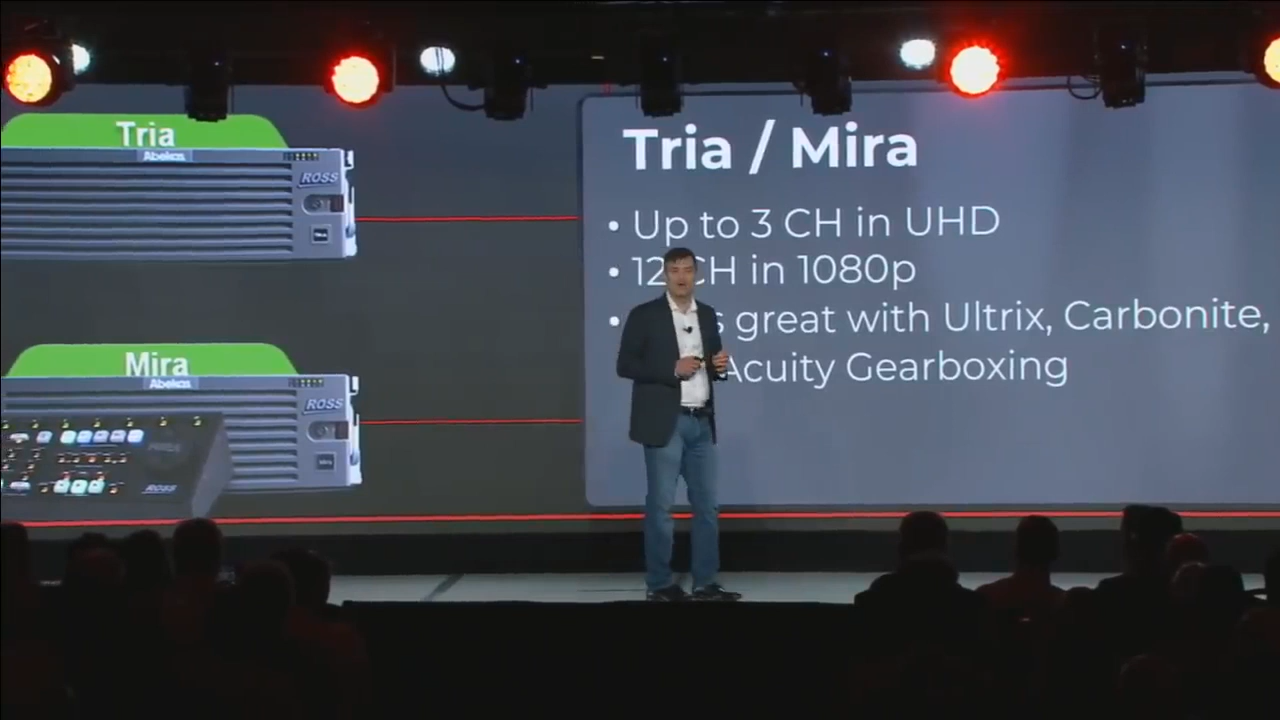 Tria
Abekas
ROSS
Tria / Mira
• Up to 3 CH in UHD
• 12 CH in 1080p
• great with Ultrix, Carbonite,
Acuity Gearboxing
Mira
Abekas
ROSS
ROSS